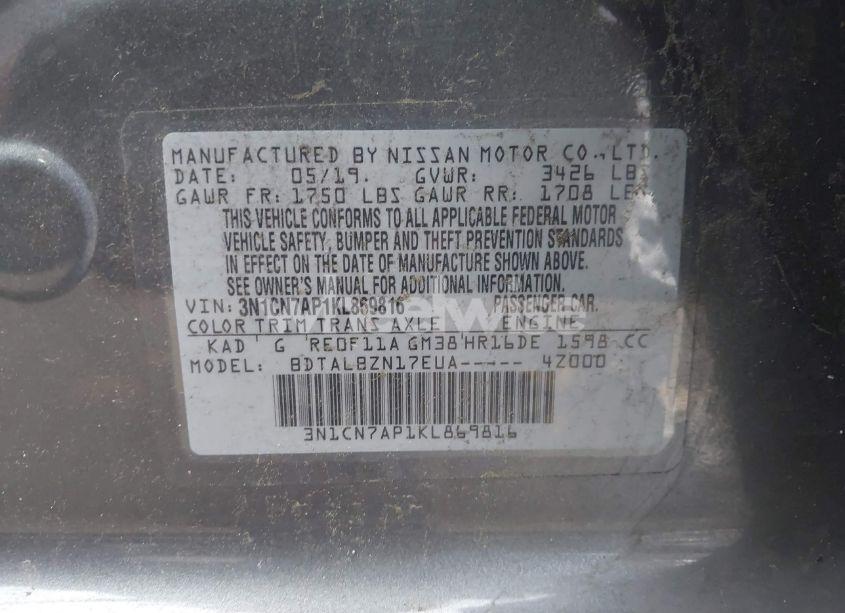 MANUFACTURED BY NISSAN MOTOR CO., LTD.
DATE: 05/19. GVWR: 3426 LBS
GAWR FR: 1750 LBS GAWR RR: 1708 LBS
THIS VEHICLE CONFORMS TO ALL APPLICABLE FEDERAL MOTOR
VEHICLE SAFETY, BUMPER AND THEFT PREVENTION STANDARDS
IN EFFECT ON THE DATE OF MANUFACTURE SHOWN ABOVE.
SEE OWNER'S MANUAL FOR ADDITIONAL INFORMATION.
VIN: 3N1CN7AP1KL869816 PASSENGER CAR.
COLOR TRIM TRANS AXLE ENGINE
KAD G RE0F11A GM38 HR16DE 1598 CC
MODEL: BDTALBZN17EUA----- 4Z000
3N1CN7AP1KL869816